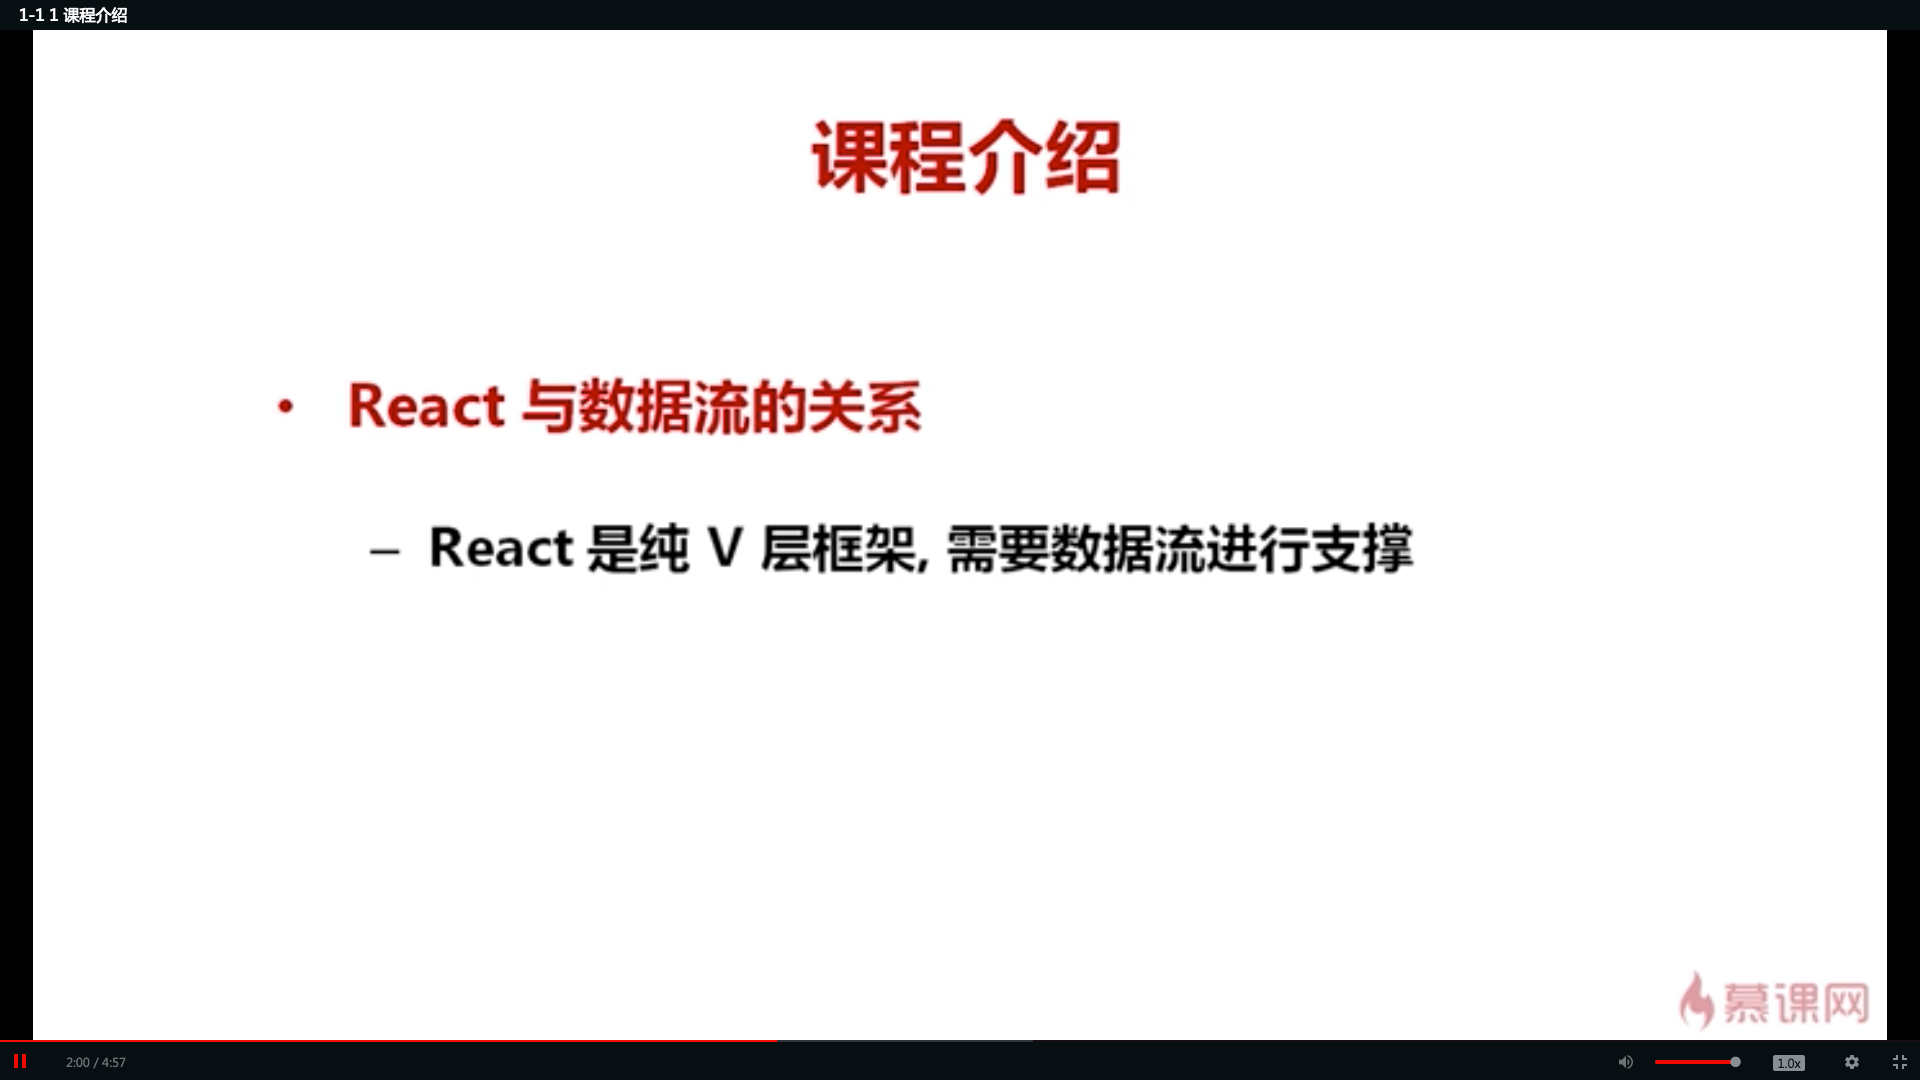 1-1 1 课程介绍
课程介绍
• React 与数据流的关系
– React 是纯 V 层框架, 需要数据流进行支撑
慕课网
2:00 / 4:57
1.0x